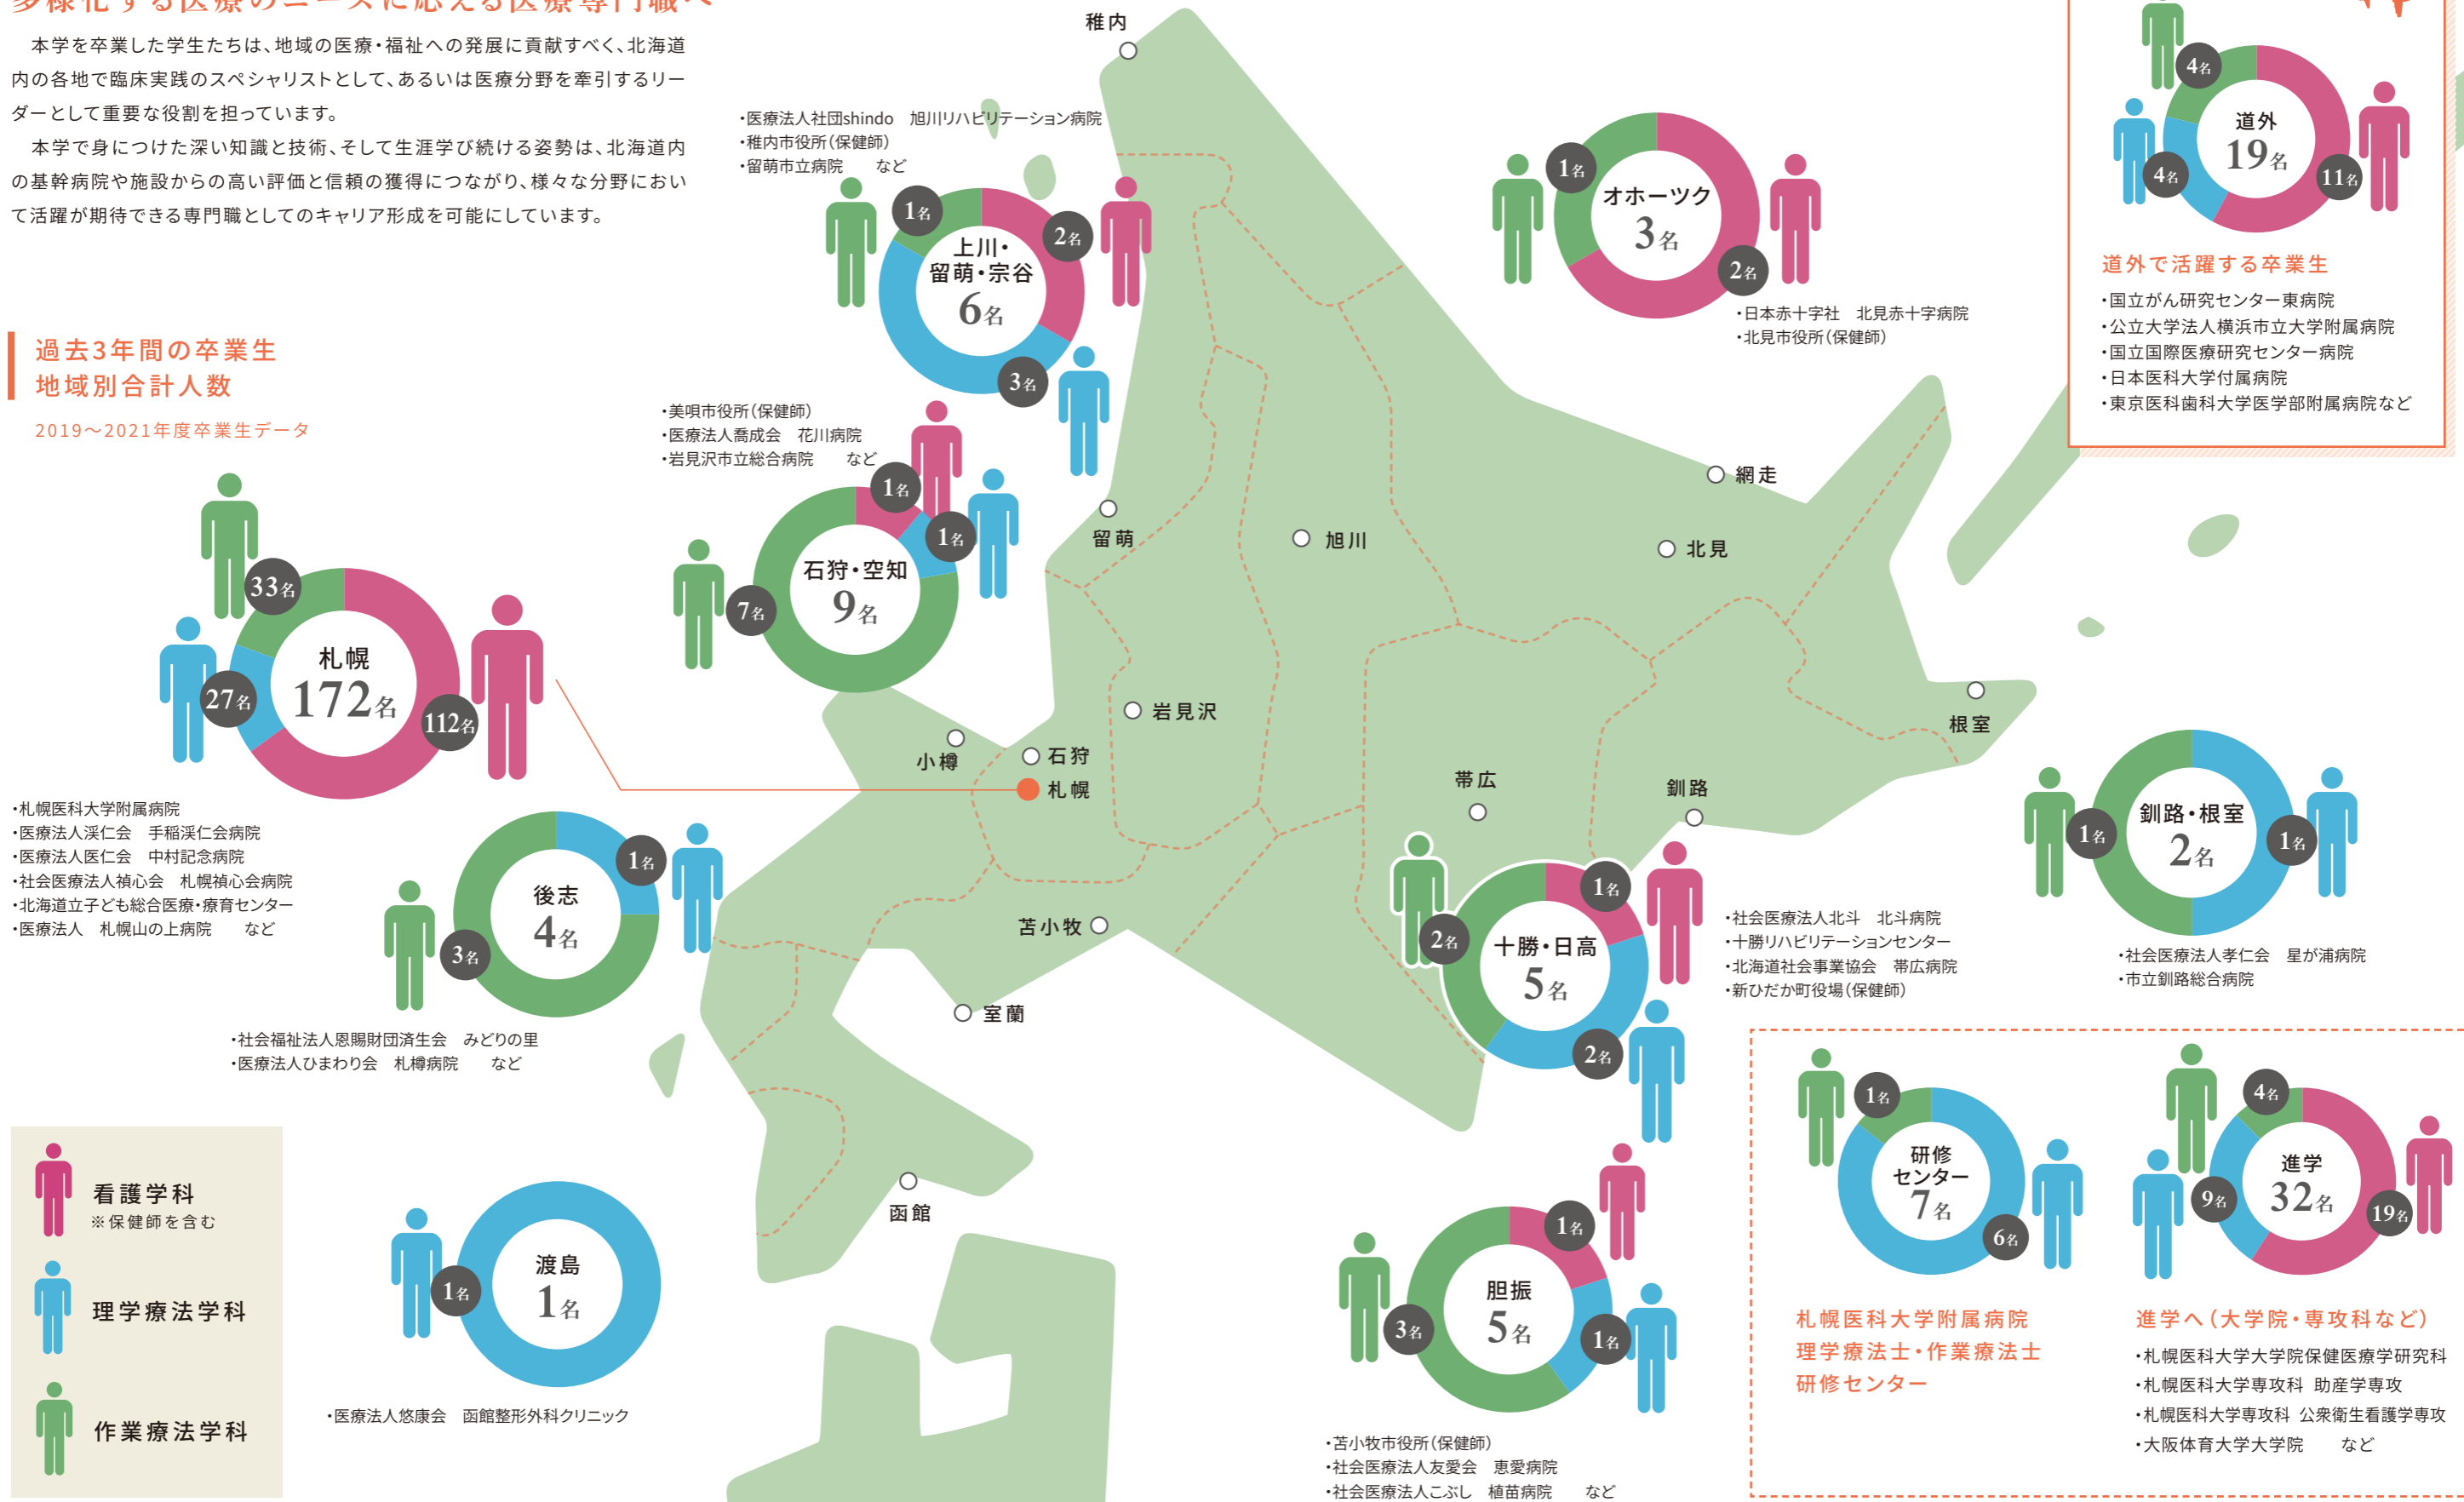 多様化する医療のニーズに応える医療専門職へ
本学を卒業した学生たちは、地域の医療・福祉への発展に貢献すべく、北海道
内の各地で臨床実践のスペシャリストとして、あるいは医療分野を牽引するリー
ダーとして重要な役割を担っています。
本学で身につけた深い知識と技術、そして生涯学び続ける姿勢は、北海道内
の基幹病院や施設からの高い評価と信頼の獲得につながり、様々な分野におい
て活躍が期待できる専門職としてのキャリア形成を可能にしています。
過去3年間の卒業生
地域別合計人数
2019〜2021年度卒業生データ
札幌
172名
33名
27名
112名
・札幌医科大学附属病院
・医療法人渓仁会　手稲渓仁会病院
・医療法人医仁会　中村記念病院
・社会医療法人禎心会　札幌禎心会病院
・北海道立子ども総合医療・療育センター
・医療法人　札幌山の上病院　　など
・医療法人社団shindo　旭川リハビリテーション病院
・稚内市役所（保健師）
・留萌市立病院　　など
上川・
留萌・宗谷
6名
1名
2名
3名
・美唄市役所（保健師）
・医療法人喬成会　花川病院
・岩見沢市立総合病院　　など
石狩・空知
9名
1名
1名
7名
後志
4名
1名
3名
・社会福祉法人恩賜財団済生会　みどりの里
・医療法人ひまわり会　札樽病院　　など
渡島
1名
1名
・医療法人悠康会　函館整形外科クリニック
看護学科
※保健師を含む
理学療法学科
作業療法学科
稚内
留萌
旭川
網走
北見
岩見沢
小樽
石狩
札幌
根室
帯広
釧路
苫小牧
室蘭
函館
オホーツク
3名
1名
2名
・日本赤十字社　北見赤十字病院
・北見市役所（保健師）
道外
19名
4名
4名
11名
道外で活躍する卒業生
・国立がん研究センター東病院
・公立大学法人横浜市立大学附属病院
・国立国際医療研究センター病院
・日本医科大学付属病院
・東京医科歯科大学医学部附属病院など
釧路・根室
2名
1名
1名
・社会医療法人孝仁会　星が浦病院
・市立釧路総合病院
十勝・日高
5名
1名
2名
2名
・社会医療法人北斗　北斗病院
・十勝リハビリテーションセンター
・北海道社会事業協会　帯広病院
・新ひだか町役場（保健師）
胆振
5名
1名
3名
1名
・苫小牧市役所（保健師）
・社会医療法人友愛会　恵愛病院
・社会医療法人こぶし　植苗病院　　など
研修
センター
7名
1名
6名
札幌医科大学附属病院
理学療法士・作業療法士
研修センター
進学
32名
4名
9名
19名
進学へ（大学院・専攻科など）
・札幌医科大学大学院保健医療学研究科
・札幌医科大学専攻科 助産学専攻
・札幌医科大学専攻科 公衆衛生看護学専攻
・大阪体育大学大学院　　など